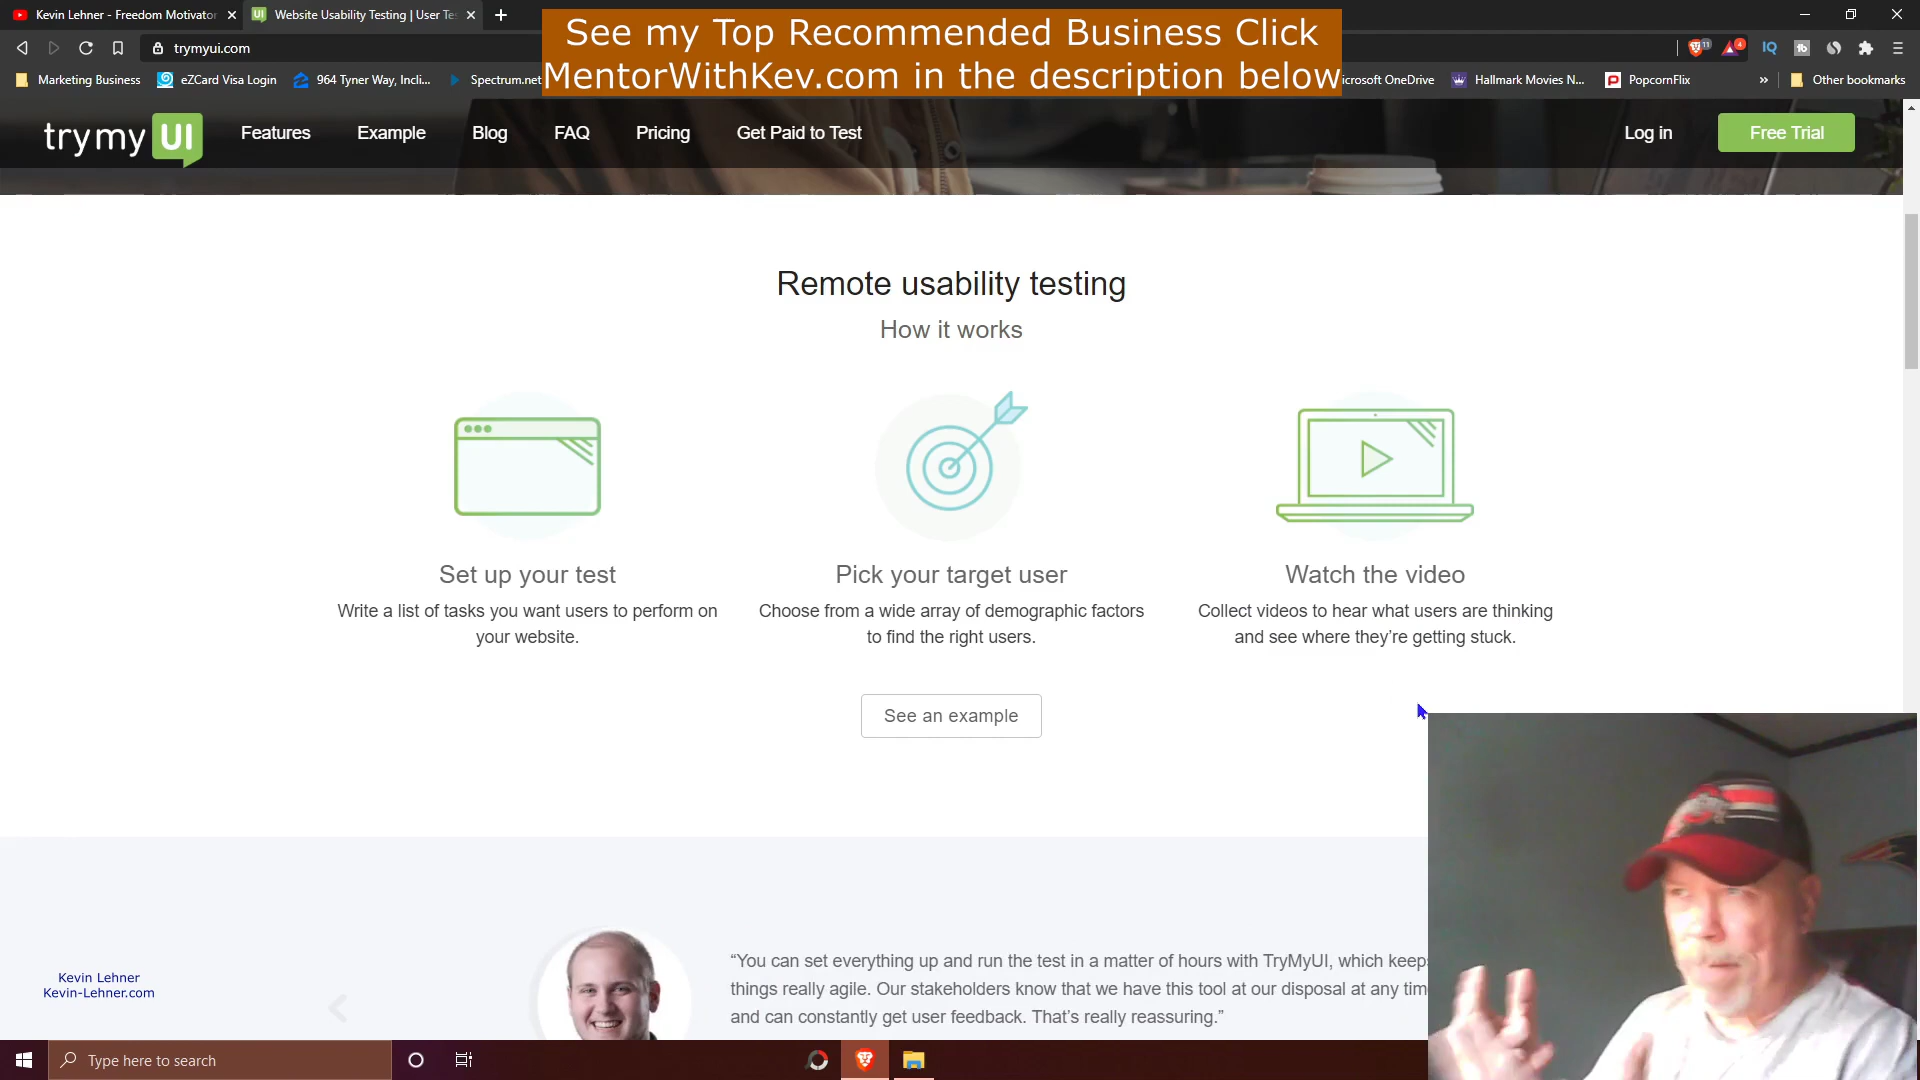 Kevin Lehner - Freedom Motivator
Website Usability Testing | User Te
See my Top Recommended Business Click
MentorWithKev.com in the description below
trymyui.com
11
4
IQ
Marketing Business
eZCard Visa Login
964 Tyner Way, Incli...
Spectrum.net
icrosoft OneDrive
Hallmark Movies N...
PopcornFlix
»
Other bookmarks
trymy UI
Features
Example
Blog
FAQ
Pricing
Get Paid to Test
Log in
Free Trial
Remote usability testing
How it works
Set up your test
Write a list of tasks you want users to perform on
your website.
Pick your target user
Choose from a wide array of demographic factors
to find the right users.
Watch the video
Collect videos to hear what users are thinking
and see where they’re getting stuck.
See an example
“You can set everything up and run the test in a matter of hours with TryMyUI, which keep
things really agile. Our stakeholders know that we have this tool at our disposal at any tim
and can constantly get user feedback. That’s really reassuring.”
Kevin Lehner
Kevin-Lehner.com
Type here to search